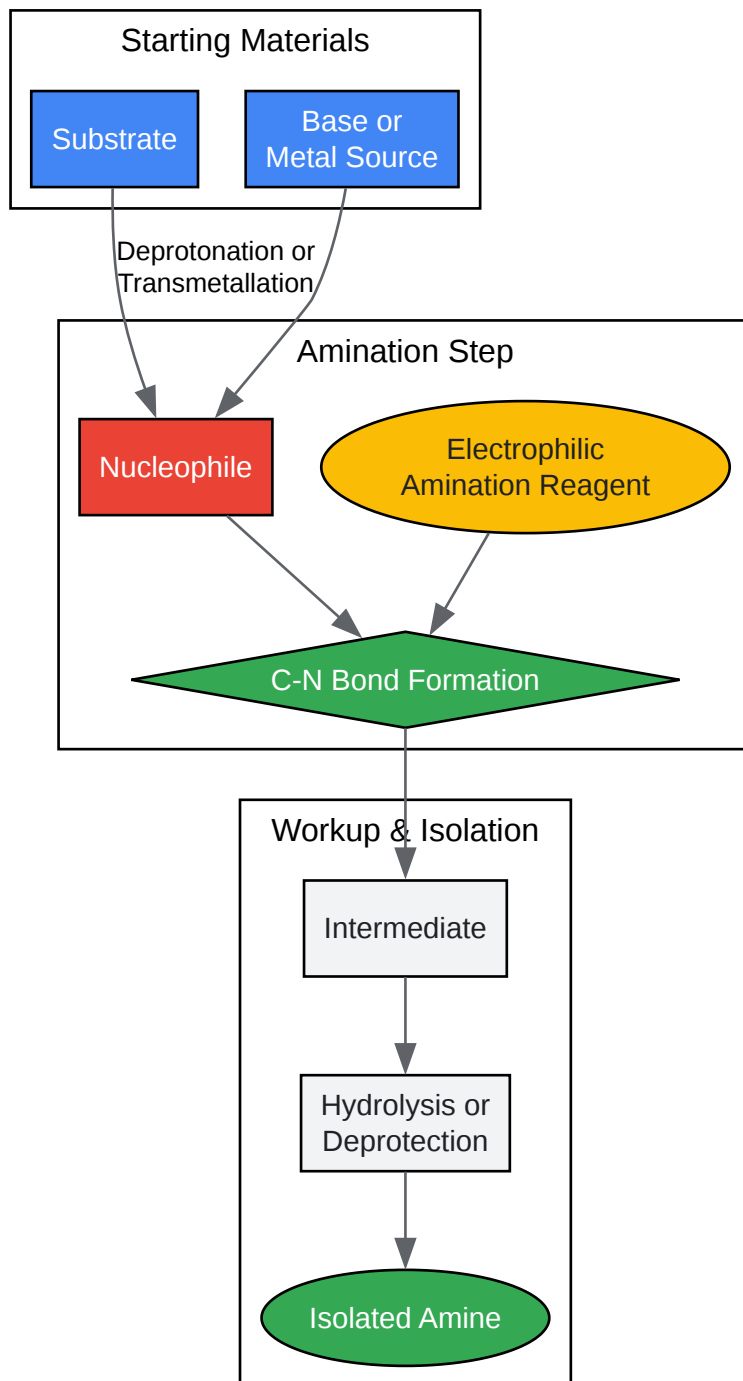 Starting Materials
Substrate
Base or
Metal Source
Deprotonation or
Transmetallation
Amination Step
Nucleophile
Electrophilic
Amination Reagent
C-N Bond Formation
Workup & Isolation
Intermediate
Hydrolysis or
Deprotection
Isolated Amine